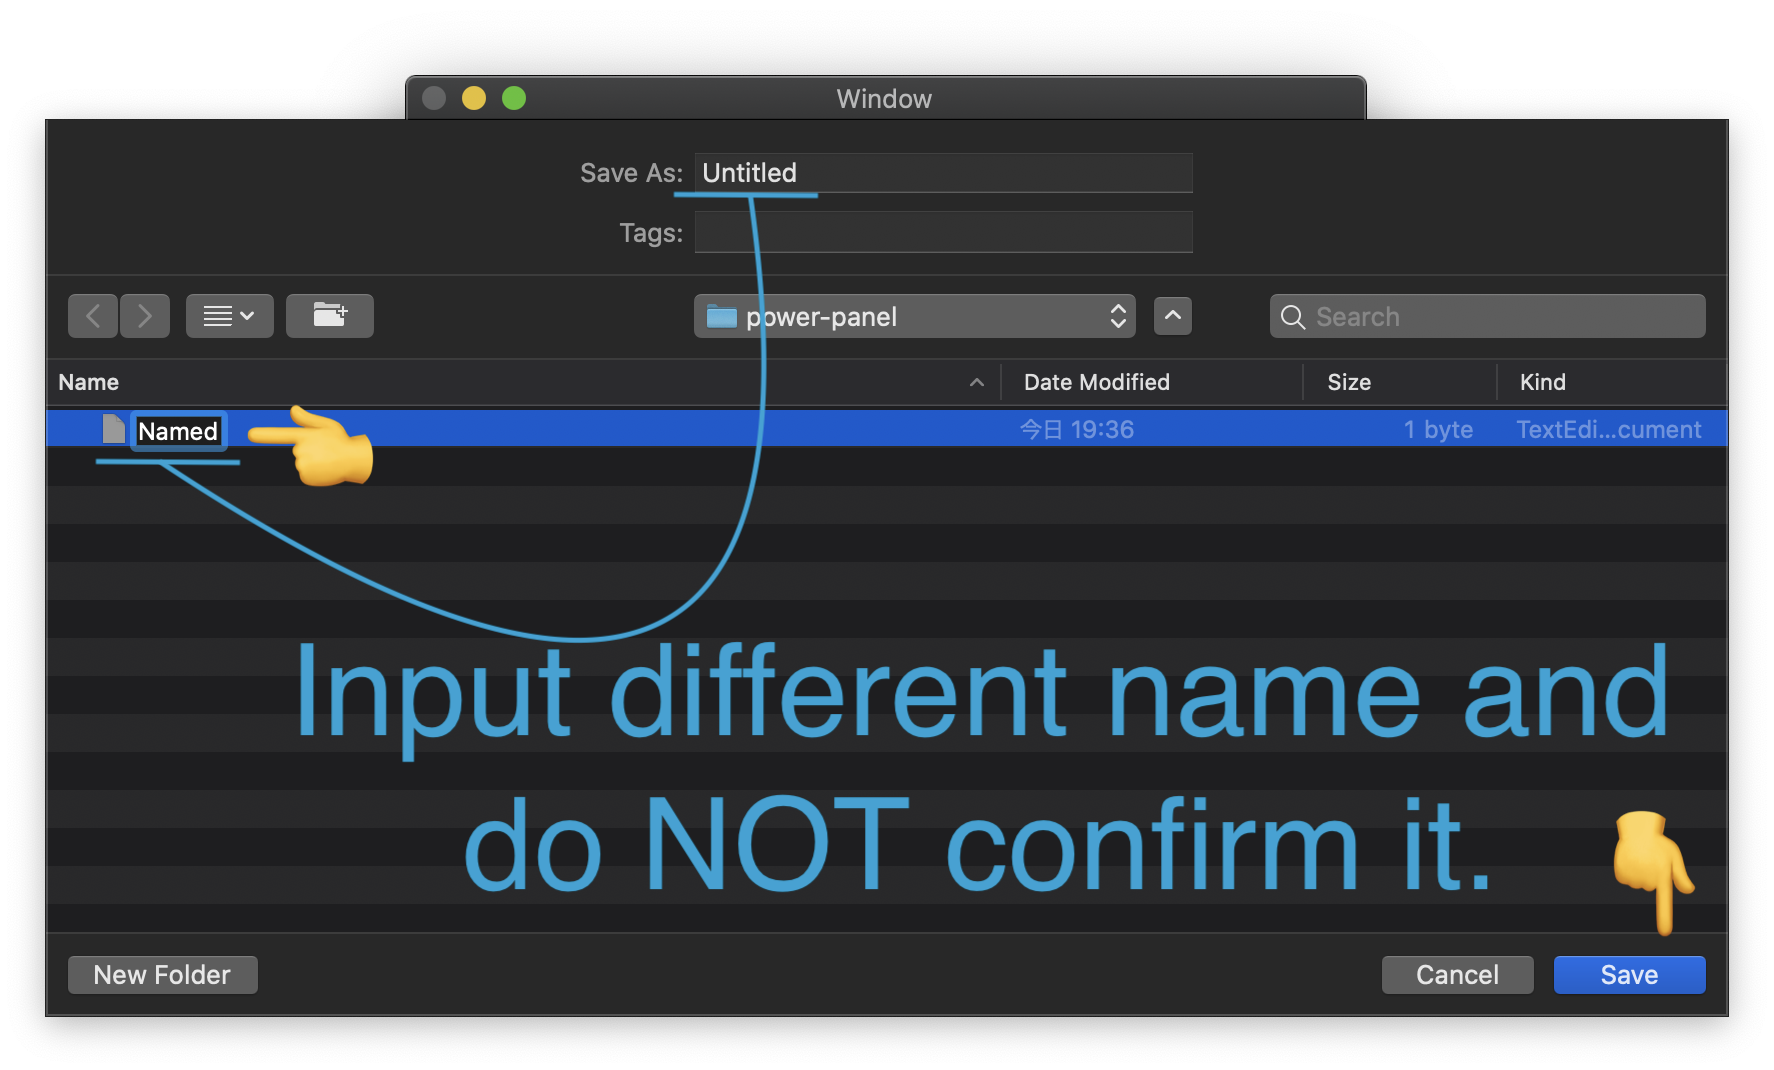 Window
Save As: Untitled
Tags:
power-panel
Search
Name Date Modified Size Kind
Named 今日 19:36 1 byte TextEdi...cument
Input different name and
do NOT confirm it.
New Folder Cancel Save